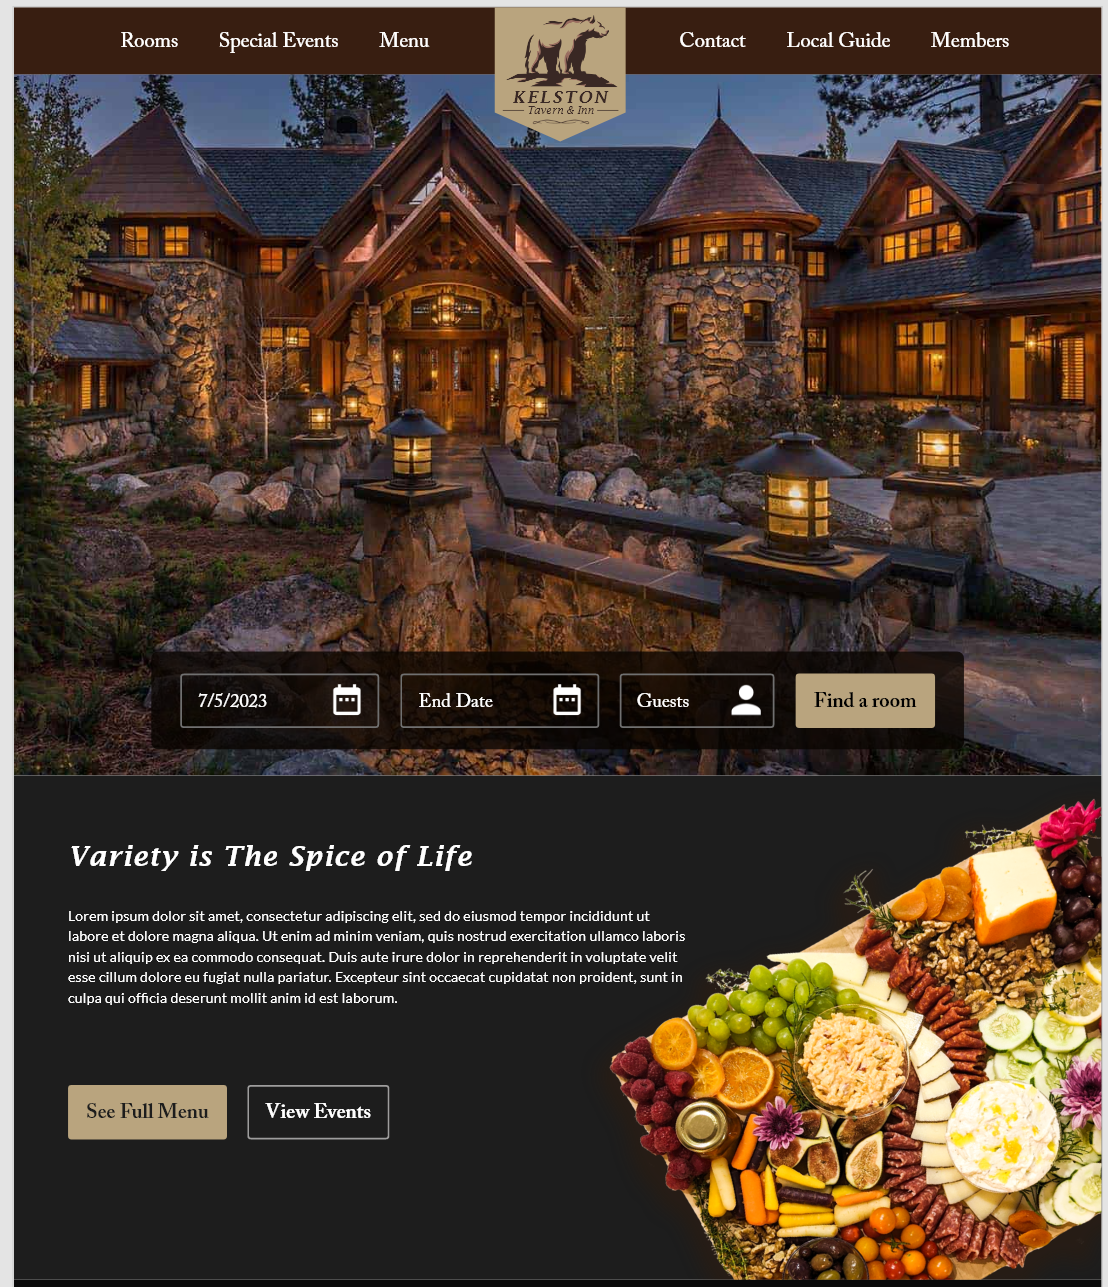 Rooms Special Events Menu Contact Local Guide Members
KELSTON
Tavern & Inn
7/5/2023 End Date Guests Find a room
Variety is The Spice of Life
Lorem ipsum dolor sit amet, consectetur adipiscing elit, sed do eiusmod tempor incididunt ut
labore et dolore magna aliqua. Ut enim ad minim veniam, quis nostrud exercitation ullamco laboris
nisi ut aliquip ex ea commodo consequat. Duis aute irure dolor in reprehenderit in voluptate velit
esse cillum dolore eu fugiat nulla pariatur. Excepteur sint occaecat cupidatat non proident, sunt in
culpa qui officia deserunt mollit anim id est laborum.
See Full Menu View Events